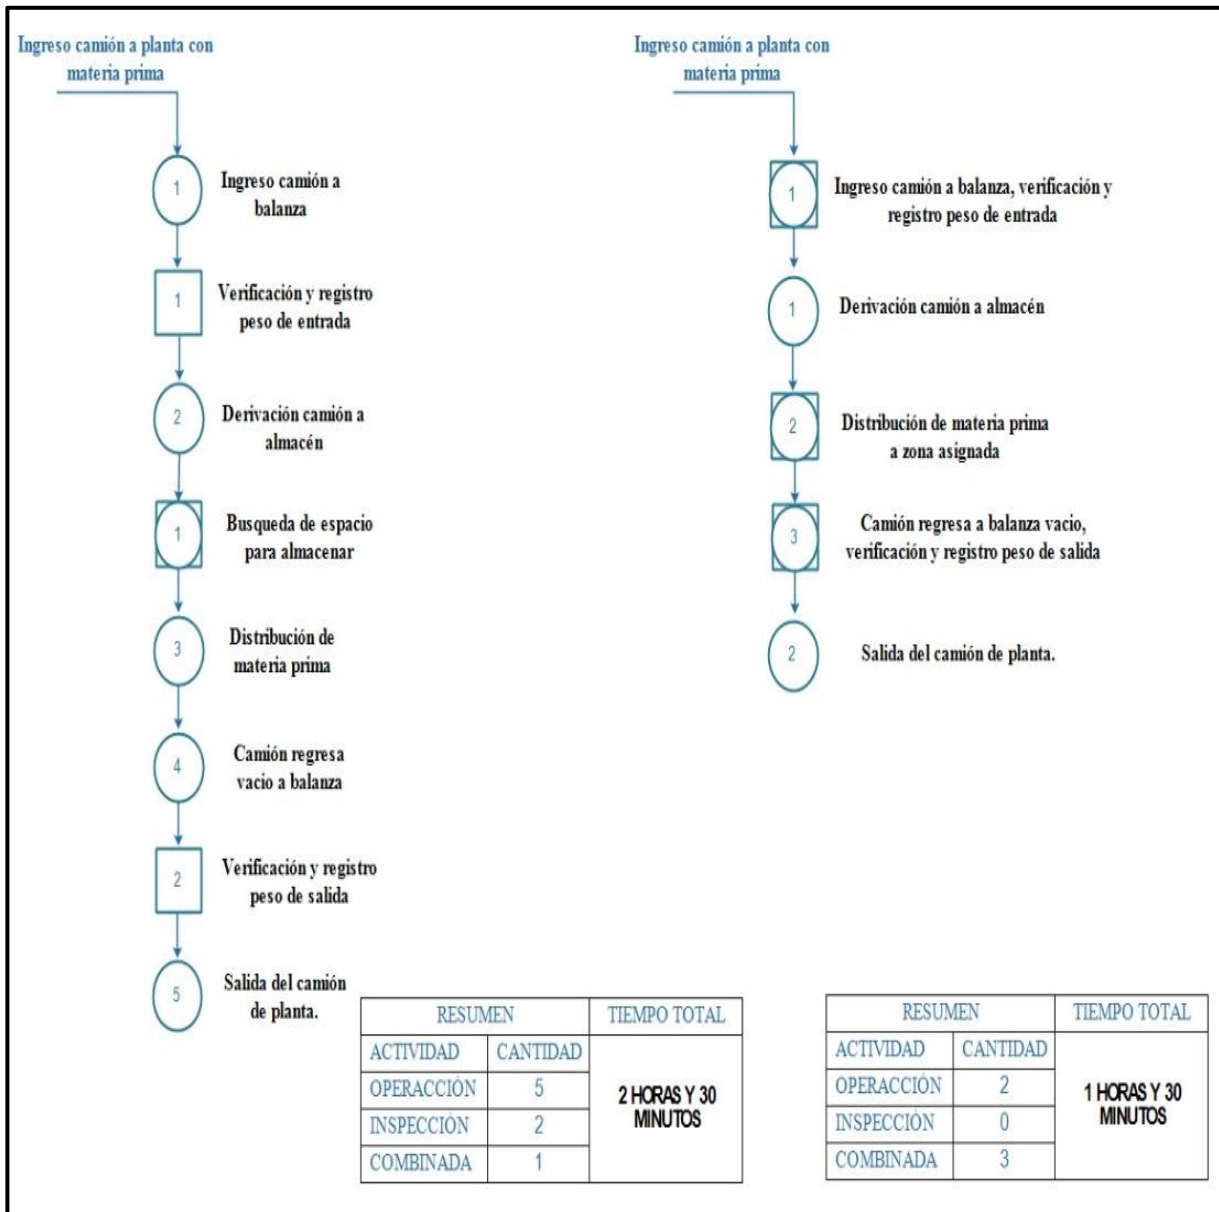 Ingreso camión a planta con
materia prima
1
Ingreso camión a
balanza
1
Verificación y registro
peso de entrada
2
Derivación camión a
almacén
1
Busqueda de espacio
para almacenar
3
Distribución de
materia prima
4
Camión regresa
vacio a balanza
2
Verificación y registro
peso de salida
5
Salida del camión
de planta.
RESUMEN
TIEMPO TOTAL
ACTIVIDAD
CANTIDAD
OPERACCIÓN
5
INSPECCIÓN
2
COMBINADA
1
2 HORAS Y 30
MINUTOS
Ingreso camión a planta con
materia prima
1
Ingreso camión a balanza, verificación y
registro peso de entrada
1
Derivación camión a almacén
2
Distribución de materia prima
a zona asignada
3
Camión regresa a balanza vacio,
verificación y registro peso de salida
2
Salida del camión de planta.
RESUMEN
TIEMPO TOTAL
ACTIVIDAD
CANTIDAD
OPERACCIÓN
2
INSPECCIÓN
0
COMBINADA
3
1 HORAS Y 30
MINUTOS